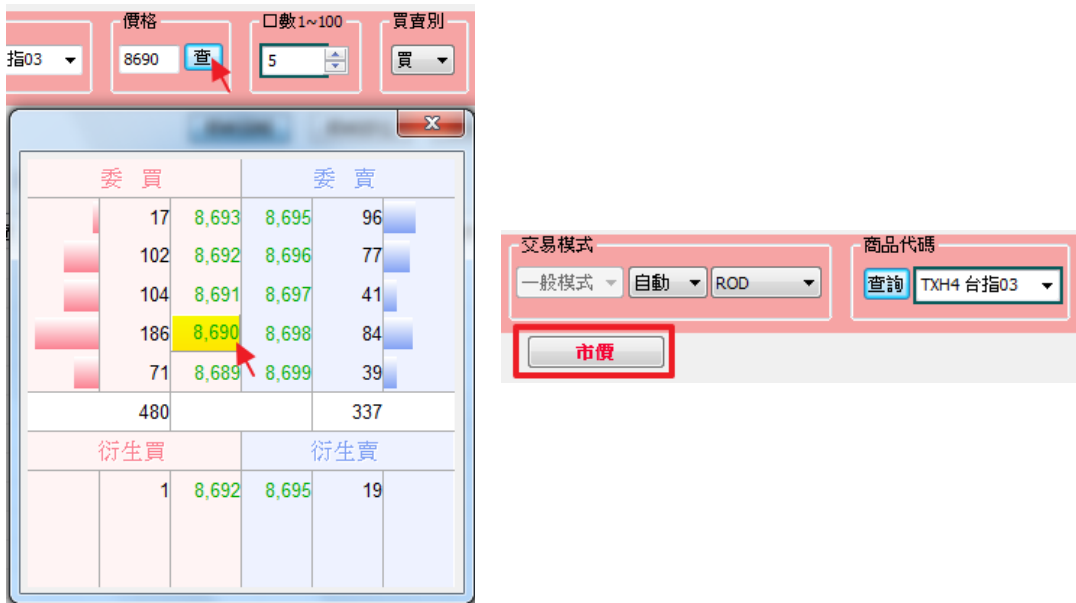 價格 口數1~100 買賣別
指03 8690 查 5 買
委買 委賣
17 8,693 8,695 96
102 8,692 8,696 77
104 8,691 8,697 41
186 8,690 8,698 84
71 8,689 8,699 39
480 337
衍生買 衍生賣
1 8,692 8,695 19
交易模式 商品代碼
一般模式 自動 ROD 查詢 TXH4 台指03
市價